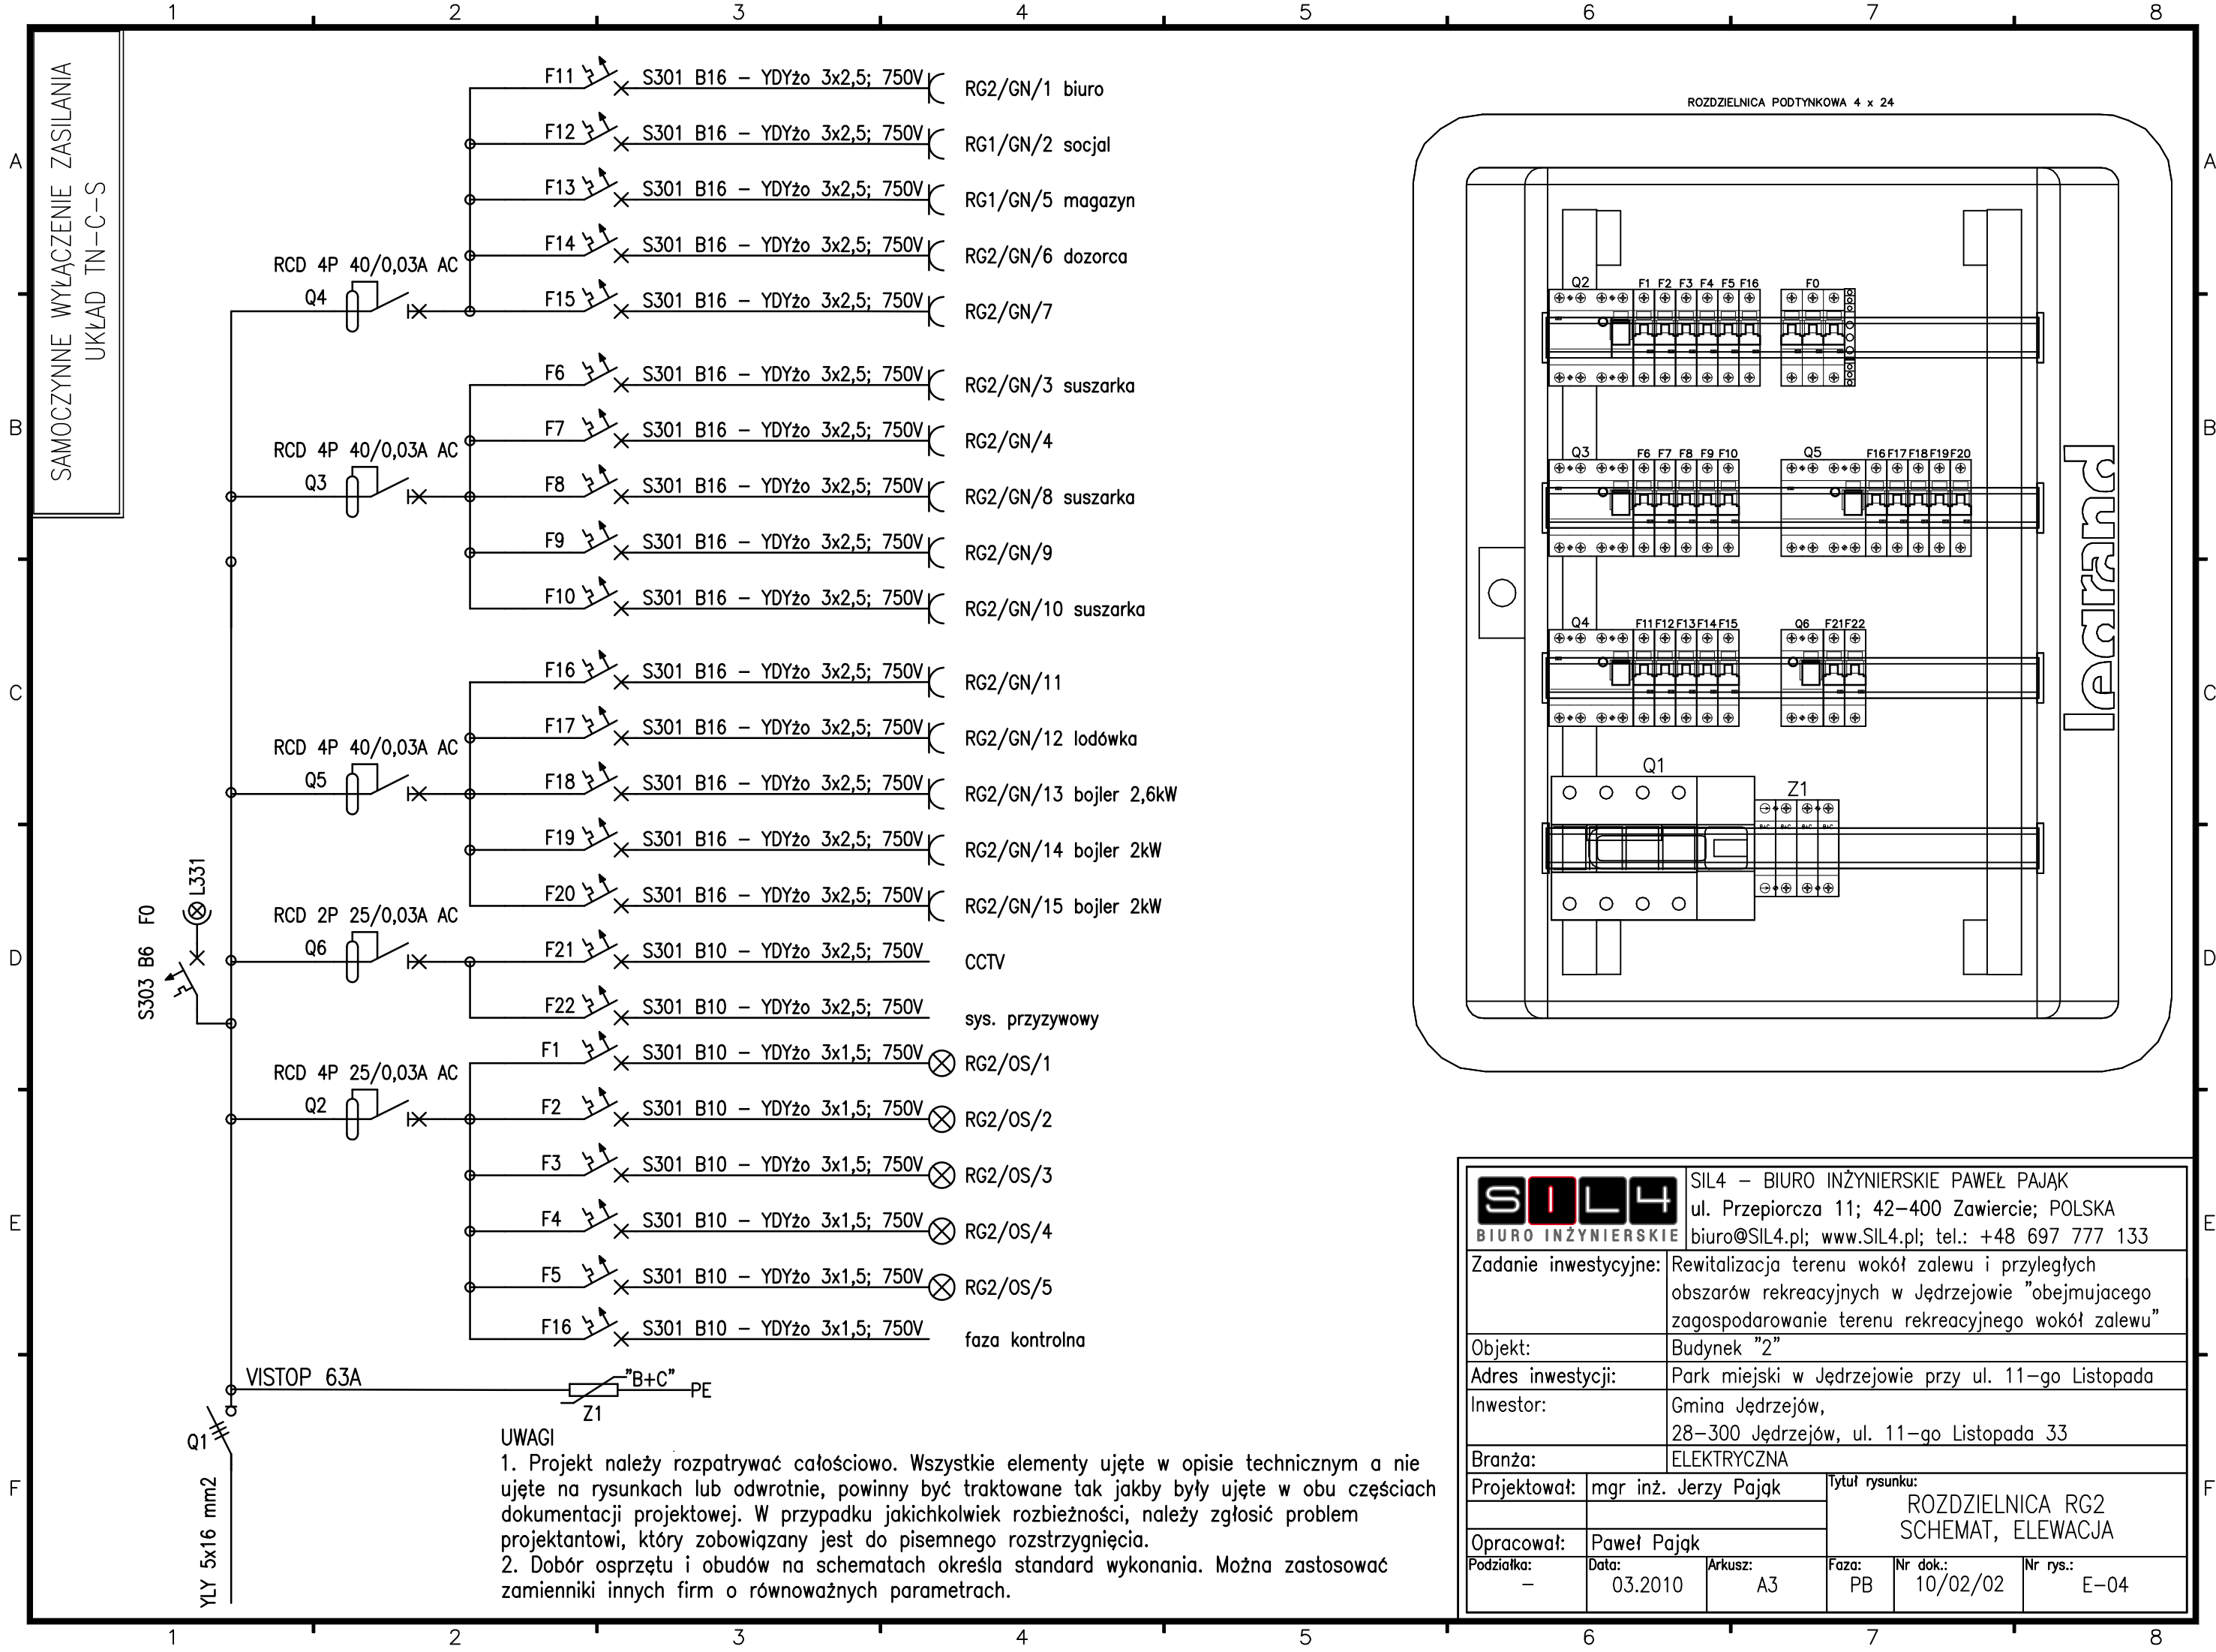 1 2 3 4 5 6 7 8
A
B
C
D
E
F
SAMOCZYNNE WYŁĄCZENIE ZASILANIA
UKŁAD TN-C-S
F11 S301 B16 - YDYżo 3x2,5; 750V RG2/GN/1 biuro
F12 S301 B16 - YDYżo 3x2,5; 750V RG1/GN/2 socjal
F13 S301 B16 - YDYżo 3x2,5; 750V RG1/GN/5 magazyn
F14 S301 B16 - YDYżo 3x2,5; 750V RG2/GN/6 dozorca
RCD 4P 40/0,03A AC
Q4
F15 S301 B16 - YDYżo 3x2,5; 750V RG2/GN/7
F6 S301 B16 - YDYżo 3x2,5; 750V RG2/GN/3 suszarka
F7 S301 B16 - YDYżo 3x2,5; 750V RG2/GN/4
RCD 4P 40/0,03A AC
Q3
F8 S301 B16 - YDYżo 3x2,5; 750V RG2/GN/8 suszarka
F9 S301 B16 - YDYżo 3x2,5; 750V RG2/GN/9
F10 S301 B16 - YDYżo 3x2,5; 750V RG2/GN/10 suszarka
F16 S301 B16 - YDYżo 3x2,5; 750V RG2/GN/11
F17 S301 B16 - YDYżo 3x2,5; 750V RG2/GN/12 lodówka
RCD 4P 40/0,03A AC
Q5
F18 S301 B16 - YDYżo 3x2,5; 750V RG2/GN/13 bojler 2,6kW
F19 S301 B16 - YDYżo 3x2,5; 750V RG2/GN/14 bojler 2kW
F20 S301 B16 - YDYżo 3x2,5; 750V RG2/GN/15 bojler 2kW
RCD 2P 25/0,03A AC
Q6
F21 S301 B10 - YDYżo 3x2,5; 750V CCTV
F22 S301 B10 - YDYżo 3x2,5; 750V sys. przyzywowy
S303 B6 F0
L331
F1 S301 B10 - YDYżo 3x1,5; 750V RG2/OS/1
RCD 4P 25/0,03A AC
Q2
F2 S301 B10 - YDYżo 3x1,5; 750V RG2/OS/2
F3 S301 B10 - YDYżo 3x1,5; 750V RG2/OS/3
F4 S301 B10 - YDYżo 3x1,5; 750V RG2/OS/4
F5 S301 B10 - YDYżo 3x1,5; 750V RG2/OS/5
F16 S301 B10 - YDYżo 3x1,5; 750V faza kontrolna
VISTOP 63A
"B+C"
PE
Z1
Q1
YLY 5x16 mm2
UWAGI
1. Projekt należy rozpatrywać całościowo. Wszystkie elementy ujęte w opisie technicznym a nie
ujęte na rysunkach lub odwrotnie, powinny być traktowane tak jakby były ujęte w obu częściach
dokumentacji projektowej. W przypadku jakichkolwiek rozbieżności, należy zgłosić problem
projektantowi, który zobowiązany jest do pisemnego rozstrzygnięcia.
2. Dobór osprzętu i obudów na schematach określa standard wykonania. Można zastosować
zamienniki innych firm o równoważnych parametrach.
ROZDZIELNICA PODTYNKOWA 4 x 24
Q2 F1 F2 F3 F4 F5 F16 F0
Q3 F6 F7 F8 F9 F10 Q5 F16 F17 F18 F19 F20
Q4 F11 F12 F13 F14 F15 Q6 F21 F22
Q1 Z1
B+C B+C B+C B+C
legrand
SIL4
BIURO INŻYNIERSKIE
SIL4 - BIURO INŻYNIERSKIE PAWEŁ PAJĄK
ul. Przepiorcza 11; 42-400 Zawiercie; POLSKA
biuro@SIL4.pl; www.SIL4.pl; tel.: +48 697 777 133
Zadanie inwestycyjne: Rewitalizacja terenu wokół zalewu i przyległych
obszarów rekreacyjnych w Jędrzejowie "obejmujacego
zagospodarowanie terenu rekreacyjnego wokół zalewu"
Objekt: Budynek "2"
Adres inwestycji: Park miejski w Jędrzejowie przy ul. 11-go Listopada
Inwestor: Gmina Jędrzejów,
28-300 Jędrzejów, ul. 11-go Listopada 33
Branża: ELEKTRYCZNA
Projektował: mgr inż. Jerzy Pająk
Tytuł rysunku:
ROZDZIELNICA RG2
SCHEMAT, ELEWACJA
Opracował: Paweł Pająk
Podziałka: - Data: 03.2010 Arkusz: A3 Faza: PB Nr dok.: 10/02/02 Nr rys.: E-04
A
B
C
D
E
F
1 2 3 4 5 6 7 8